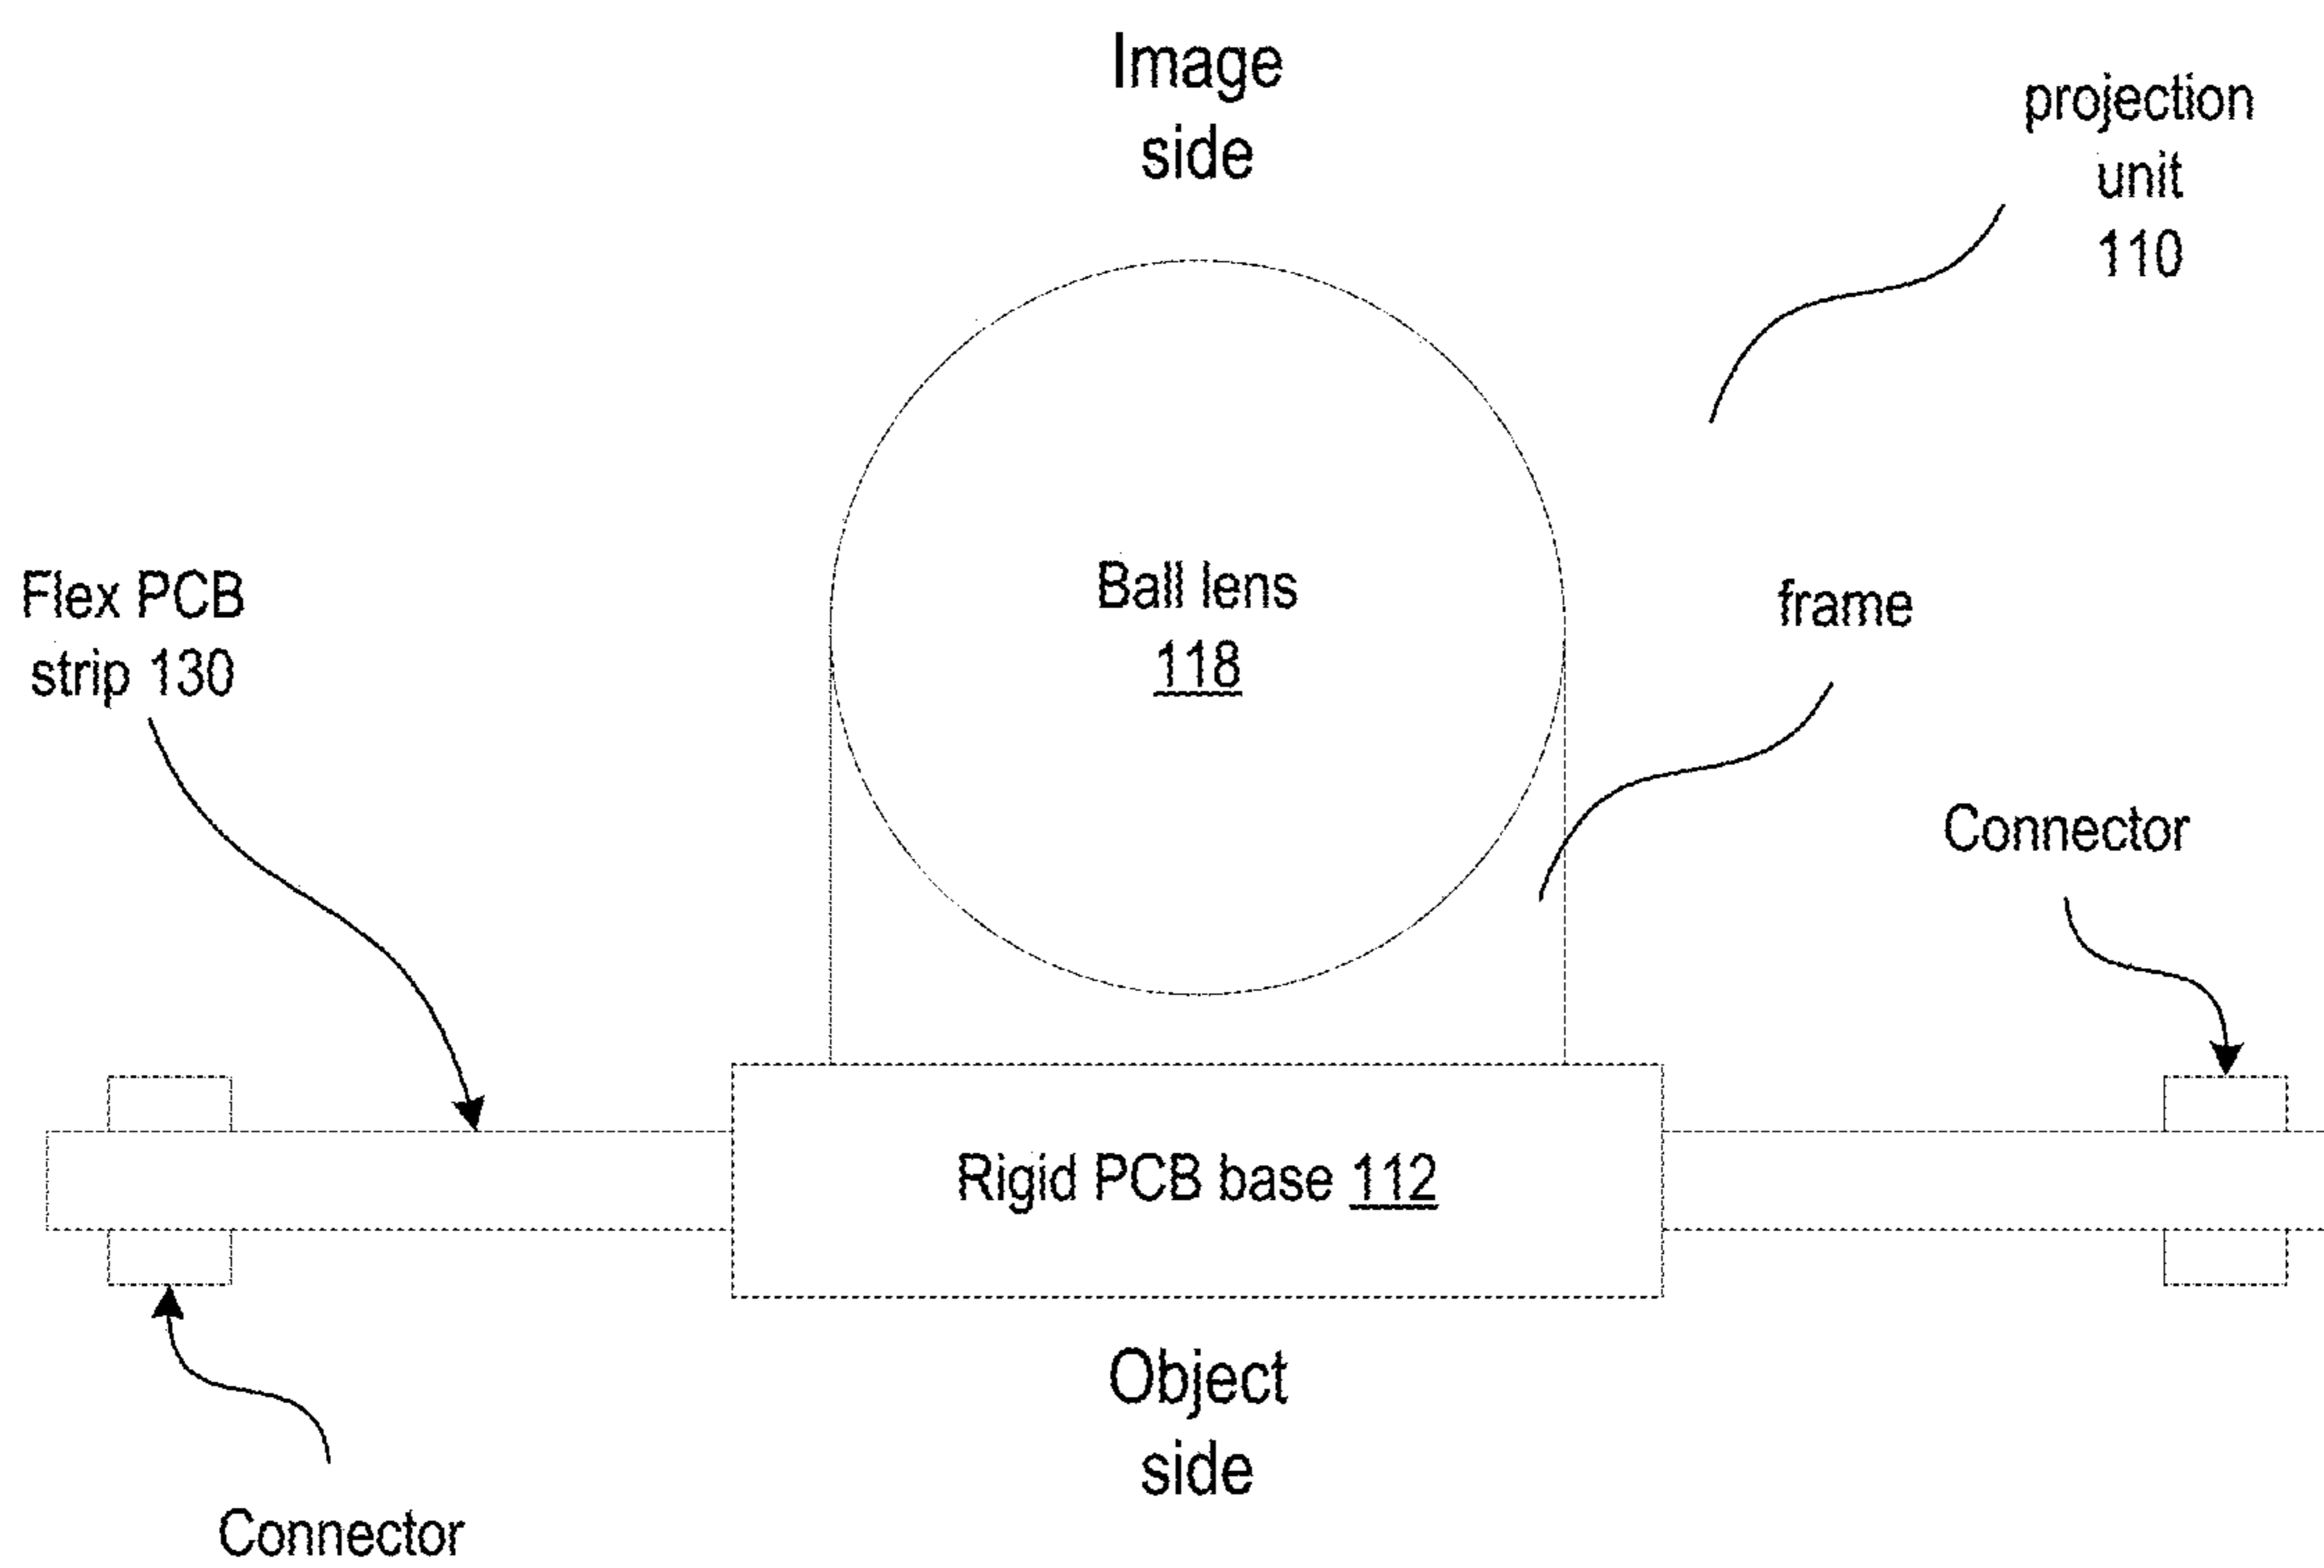 Image
side
projection
unit
110
Flex PCB
strip 130
Ball lens
118
frame
Connector
Rigid PCB base 112
Object
side
Connector